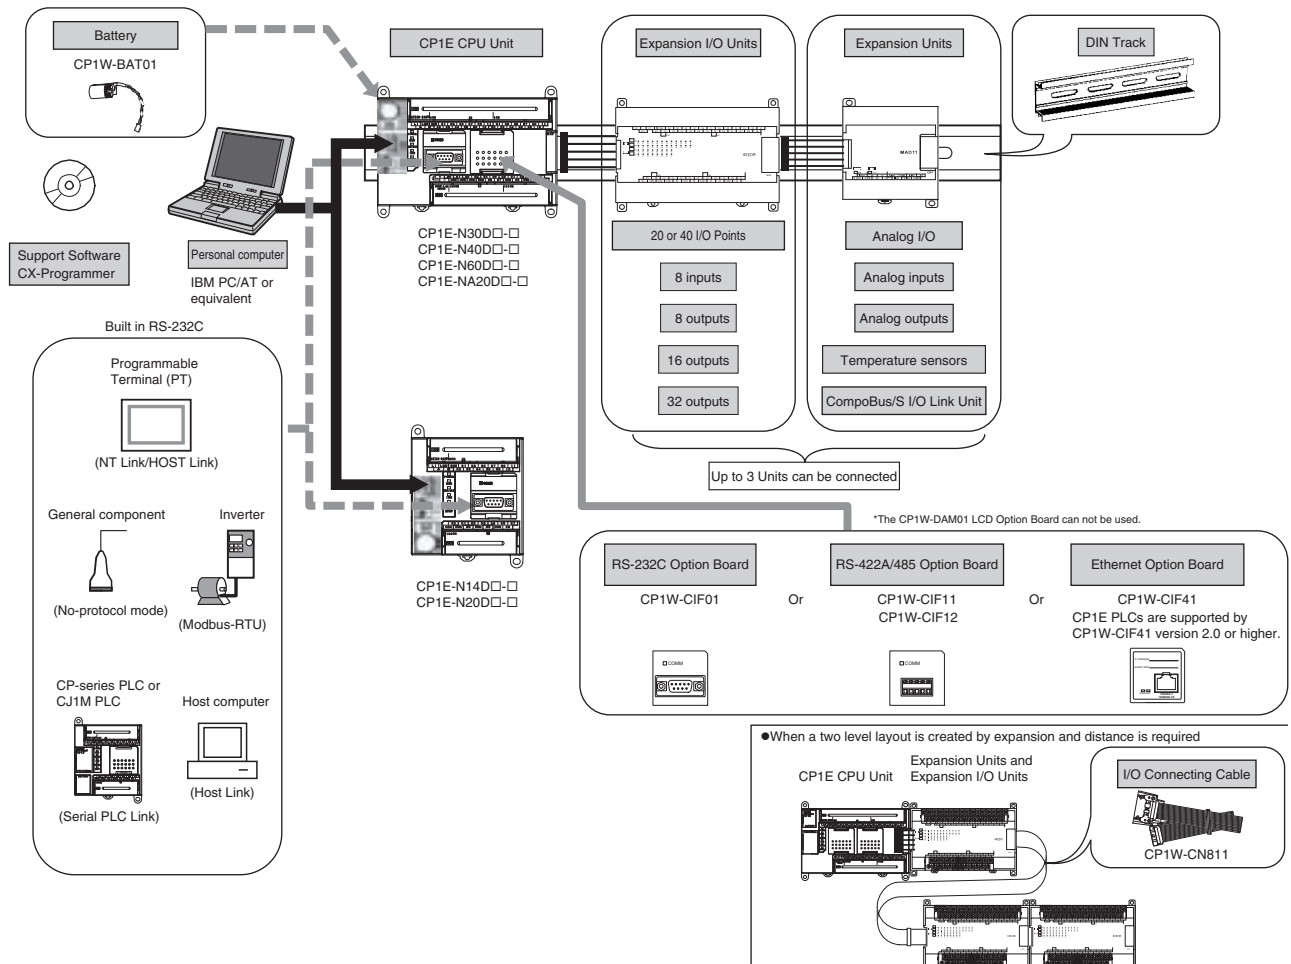 Battery
CP1W-BAT01
CP1E CPU Unit
Expansion I/O Units
Expansion Units
DIN Track
MAD11
CP1E-N30D□-□
CP1E-N40D□-□
CP1E-N60D□-□
CP1E-NA20D□-□
Support Software
CX-Programmer
Personal computer
IBM PC/AT or
equivalent
20 or 40 I/O Points
8 inputs
8 outputs
16 outputs
32 outputs
Analog I/O
Analog inputs
Analog outputs
Temperature sensors
CompoBus/S I/O Link Unit
Up to 3 Units can be connected
Built in RS-232C
Programmable
Terminal (PT)
(NT Link/HOST Link)
General component
(No-protocol mode)
Inverter
(Modbus-RTU)
CP-series PLC or
CJ1M PLC
(Serial PLC Link)
Host computer
(Host Link)
CP1E-N14D□-□
CP1E-N20D□-□
*The CP1W-DAM01 LCD Option Board can not be used.
RS-232C Option Board
CP1W-CIF01
COMM
Or
RS-422A/485 Option Board
CP1W-CIF11
CP1W-CIF12
COMM
Or
Ethernet Option Board
CP1W-CIF41
CP1E PLCs are supported by
CP1W-CIF41 version 2.0 or higher.
●When a two level layout is created by expansion and distance is required
CP1E CPU Unit
Expansion Units and
Expansion I/O Units
I/O Connecting Cable
CP1W-CN811